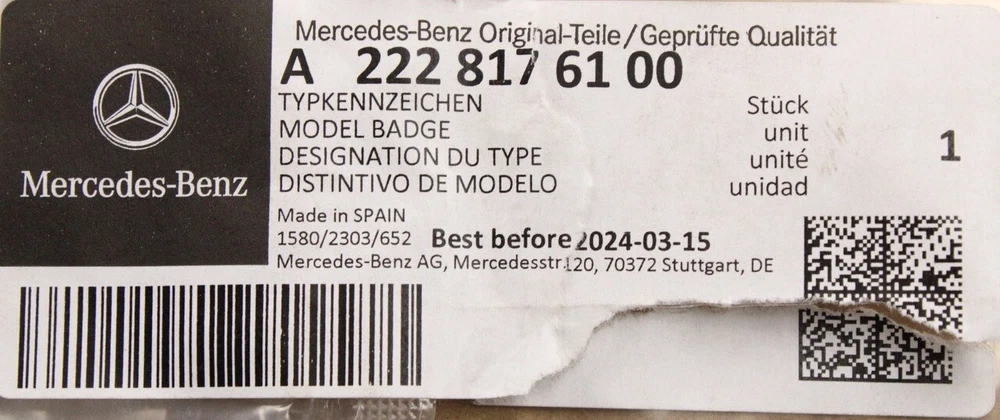 Mercedes-Benz
Mercedes-Benz Original-Teile/Geprüfte Qualität
A 222 817 61 00
TYPKENNZEICHEN Stück
MODEL BADGE unit
DESIGNATION DU TYPE unité
DISTINTIVO DE MODELO unidad
1
Made in SPAIN
1580/2303/652 Best before 2024-03-15
Mercedes-Benz AG, Mercedesstr.120, 70372 Stuttgart, DE